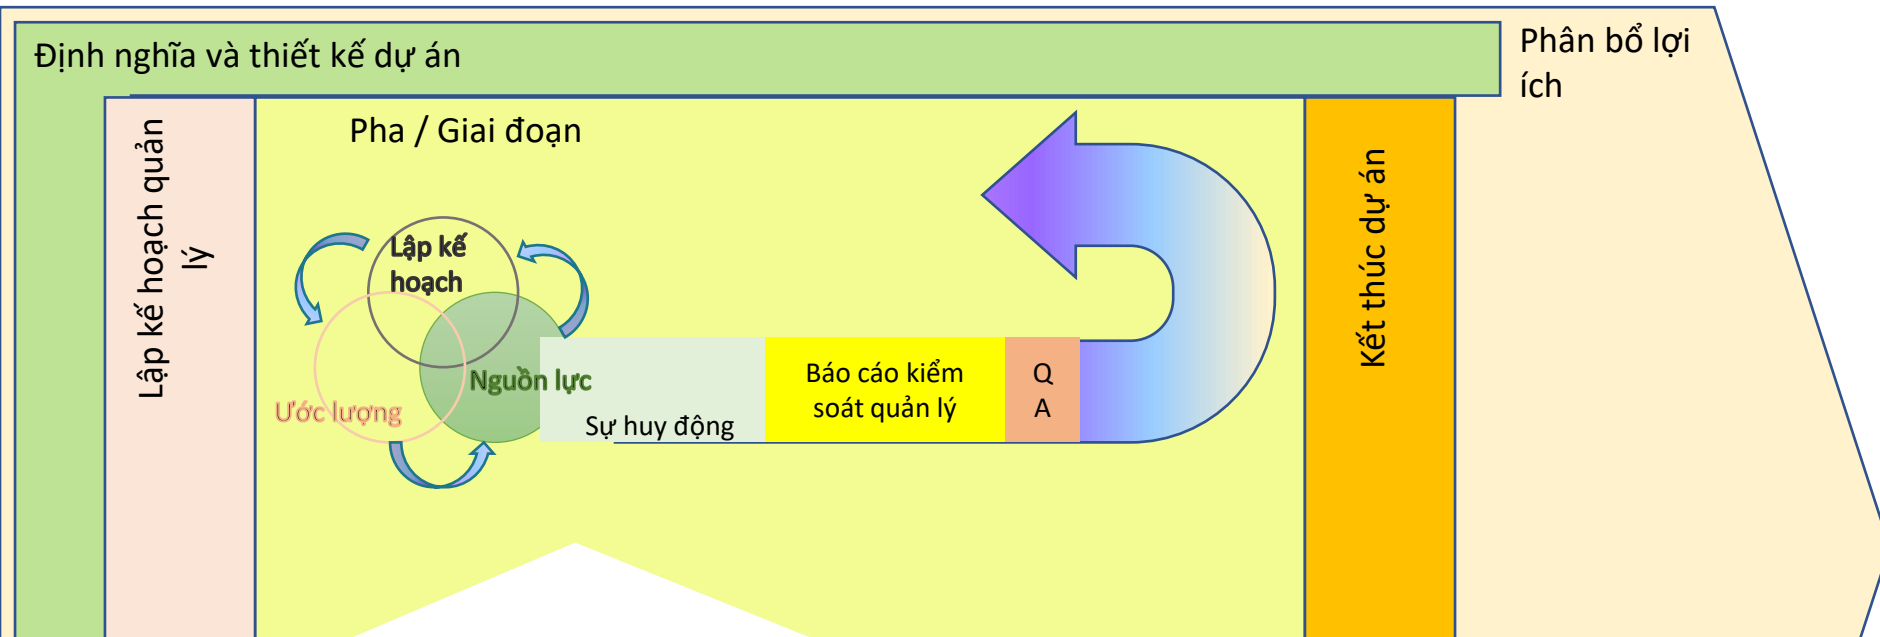 Định nghĩa và thiết kế dự án
Phân bổ lợi
ích
Lập kế hoạch quản
lý
Pha / Giai đoạn
Lập kế
hoạch
Nguồn lực
Ước lượng
Sự huy động
Báo cáo kiểm
soát quản lý
Q
A
Kết thúc dự án